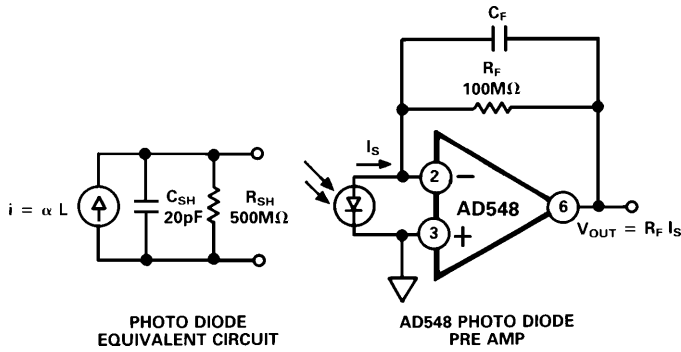 C_F
R_F
100MΩ
I_S
i = α L
C_SH
20pF
R_SH
500MΩ
2
−
AD548
3
+
6
V_OUT = R_F I_S
PHOTO DIODE
EQUIVALENT CIRCUIT
AD548 PHOTO DIODE
PRE AMP